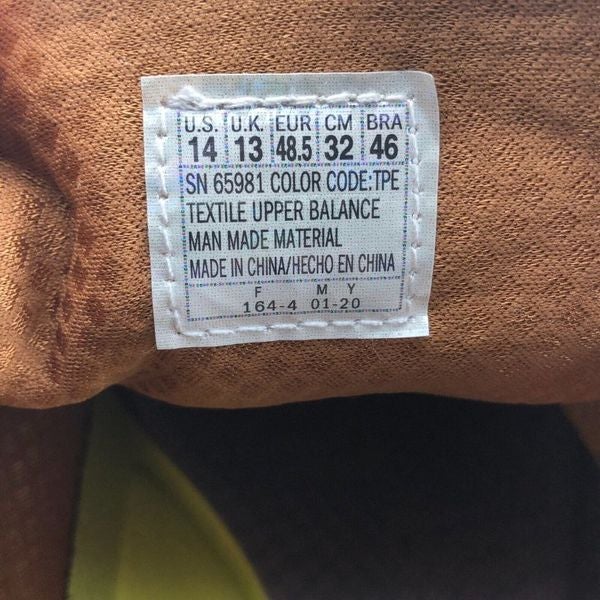 U.S. U.K. EUR CM BRA
14 13 48.5 32 46
SN 65981 COLOR CODE:TPE
TEXTILE UPPER BALANCE
MAN MADE MATERIAL
MADE IN CHINA/HECHO EN CHINA
F M Y
164-4 01-20